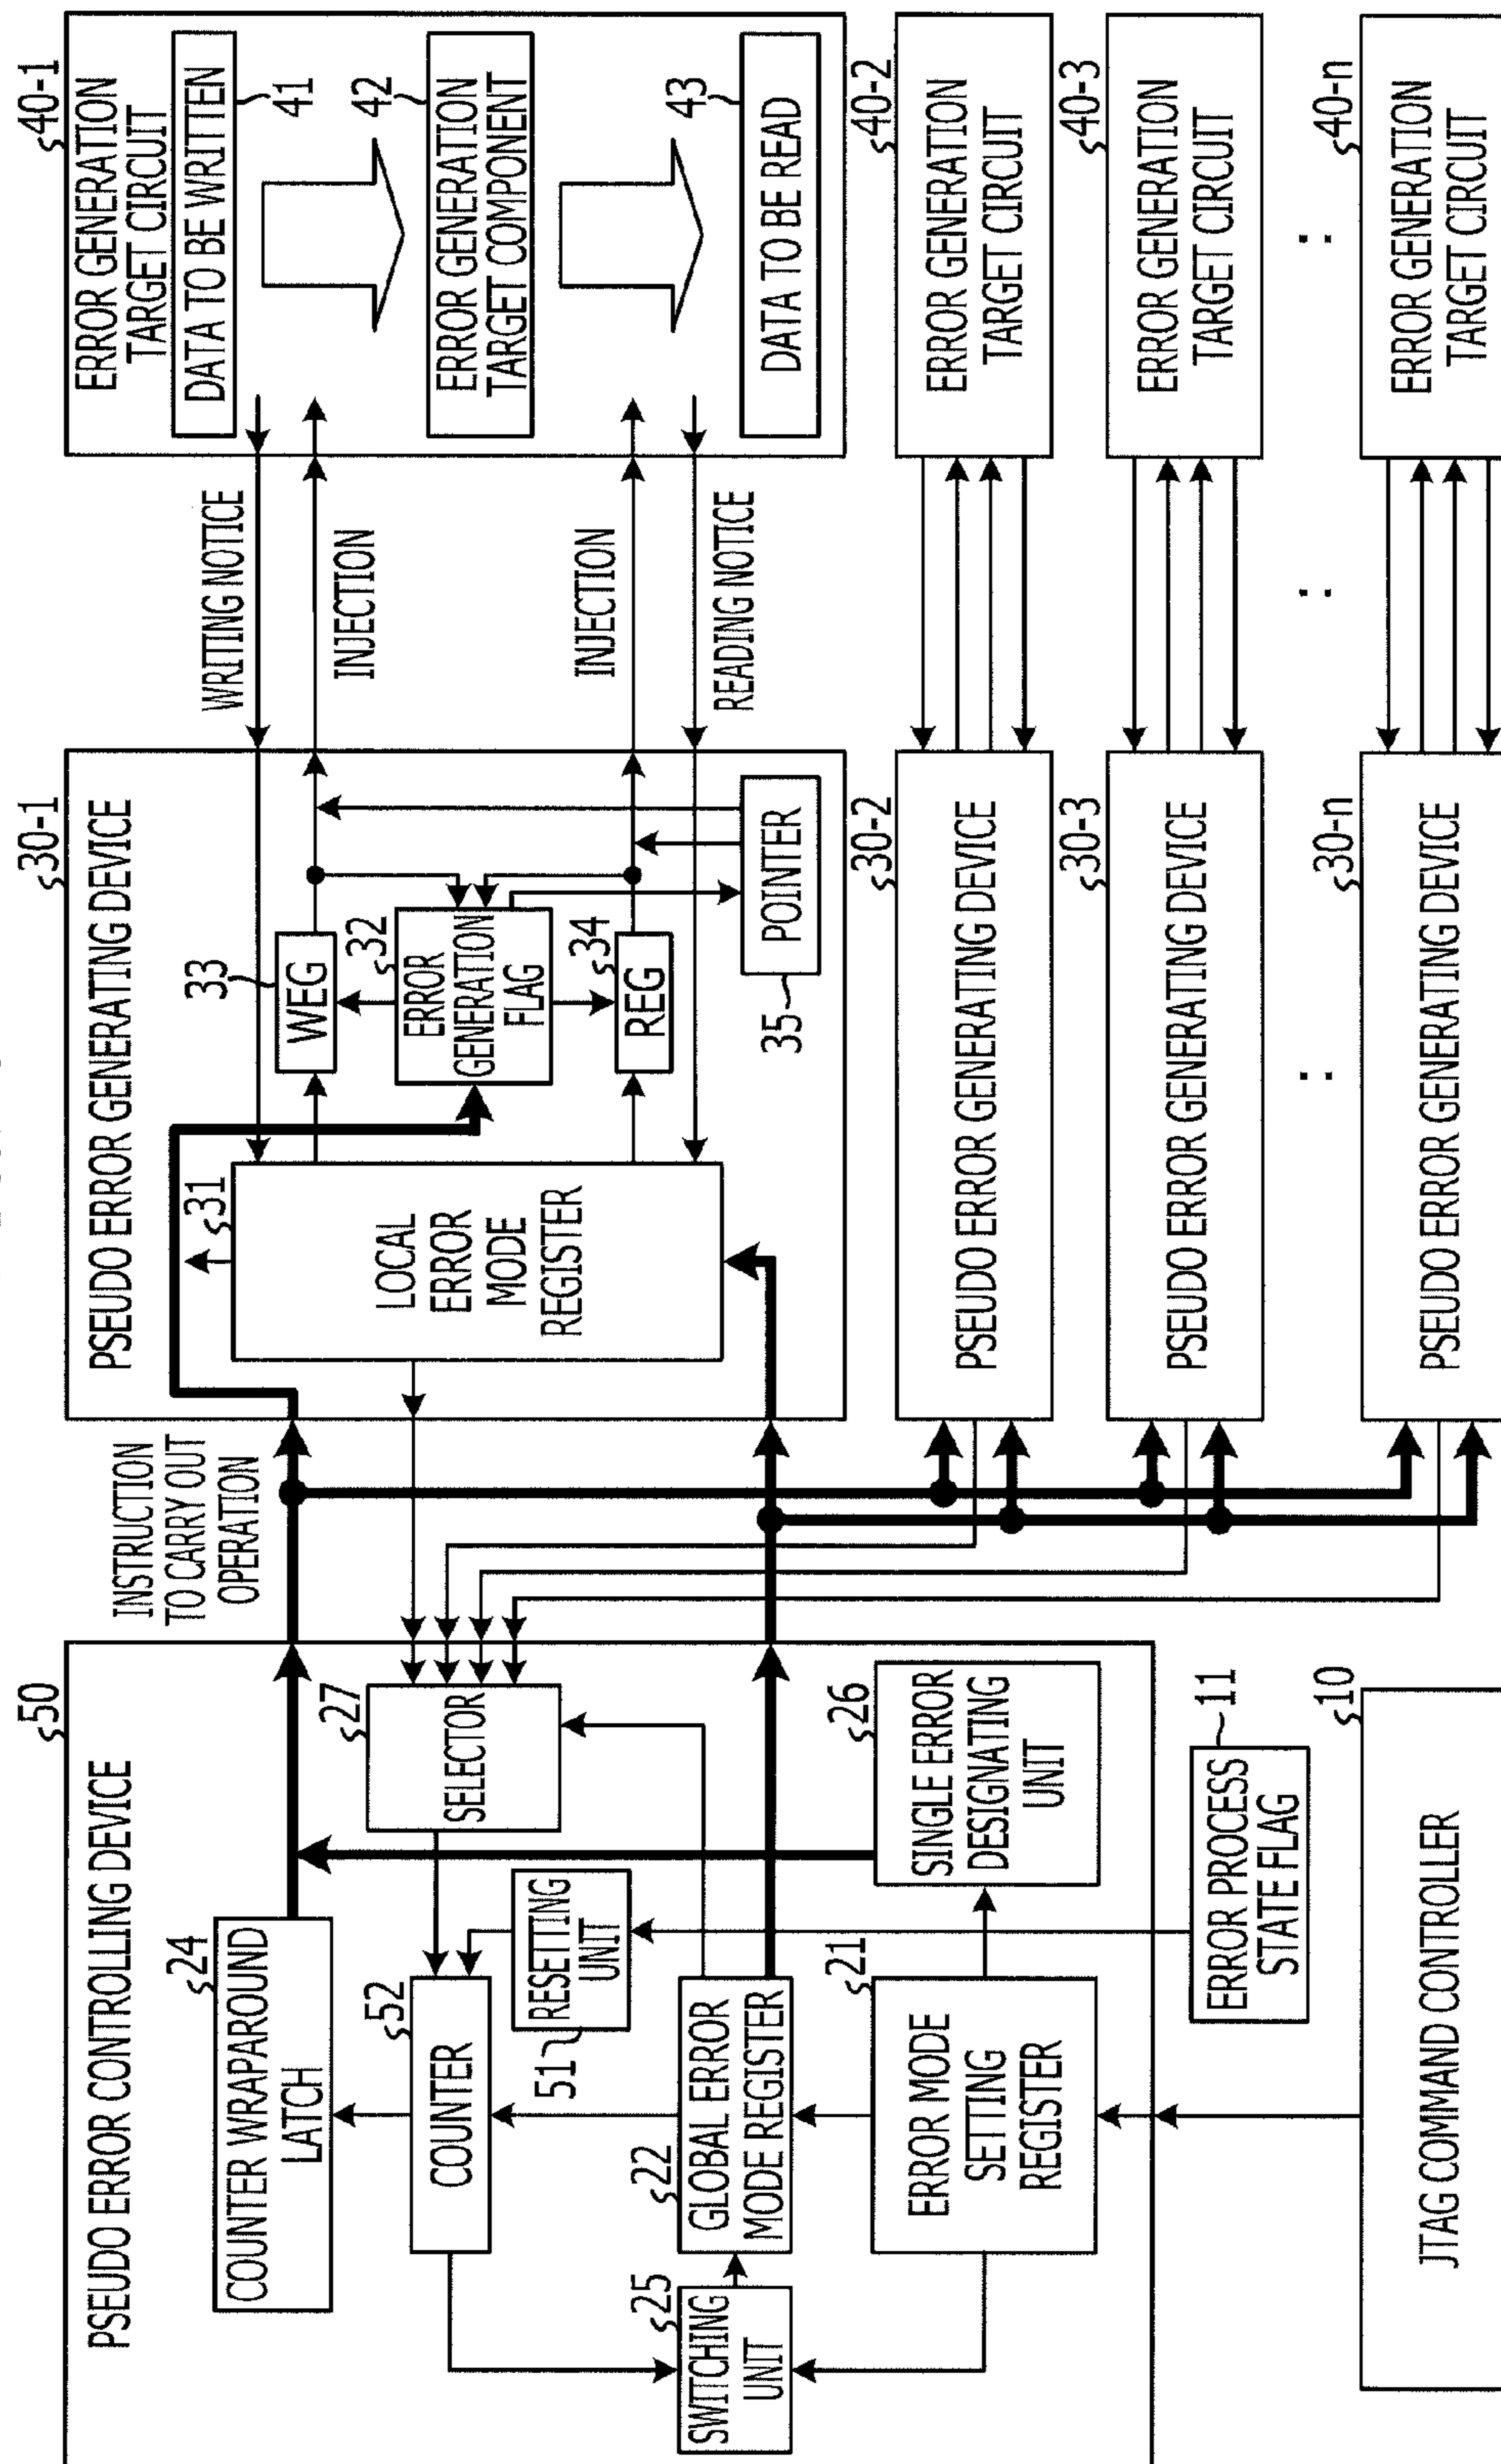 PSEUDO ERROR CONTROLLING DEVICE
50
COUNTER WRAPAROUND
LATCH
24
COUNTER
52
RESETTING
UNIT
51
SELECTOR
27
SWITCHING
UNIT
25
GLOBAL ERROR
MODE REGISTER
22
ERROR MODE
SETTING
REGISTER
21
SINGLE ERROR
DESIGNATING
UNIT
26
ERROR PROCESS
STATE FLAG
11
JTAG COMMAND CONTROLLER
10
INSTRUCTION
TO CARRY OUT
OPERATION
PSEUDO ERROR GENERATING DEVICE
30-1
LOCAL
ERROR
MODE
REGISTER
31
WEG
33
ERROR
GENERATION
FLAG
32
REG
34
POINTER
35
PSEUDO ERROR GENERATING DEVICE
30-2
PSEUDO ERROR GENERATING DEVICE
30-3
PSEUDO ERROR GENERATING DEVICE
30-n
WRITING NOTICE
INJECTION
INJECTION
READING NOTICE
ERROR GENERATION
TARGET CIRCUIT
40-1
DATA TO BE WRITTEN
41
ERROR GENERATION
TARGET COMPONENT
42
DATA TO BE READ
43
ERROR GENERATION
TARGET CIRCUIT
40-2
ERROR GENERATION
TARGET CIRCUIT
40-3
ERROR GENERATION
TARGET CIRCUIT
40-n